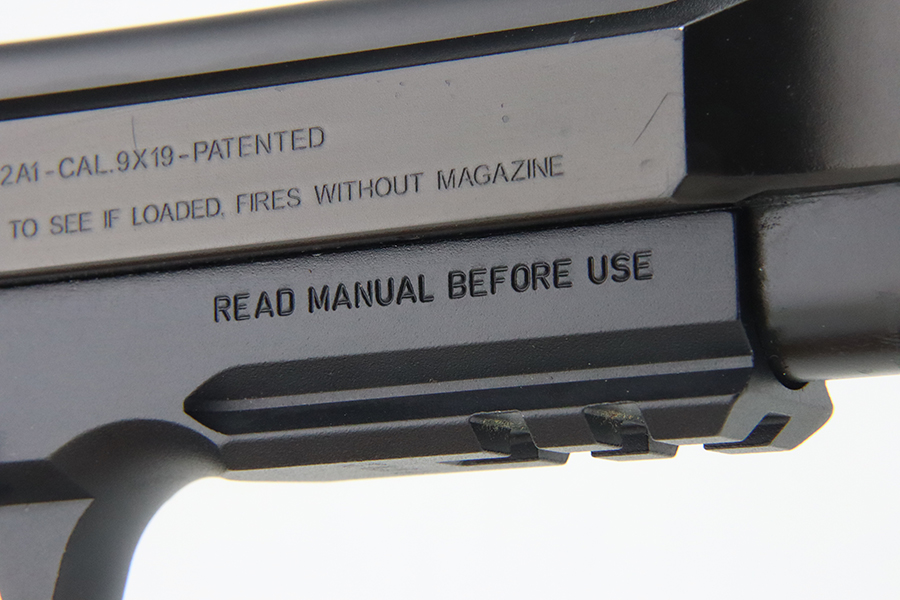 2A1-CAL.9X19-PATENTED
TO SEE IF LOADED, FIRES WITHOUT MAGAZINE
READ MANUAL BEFORE USE